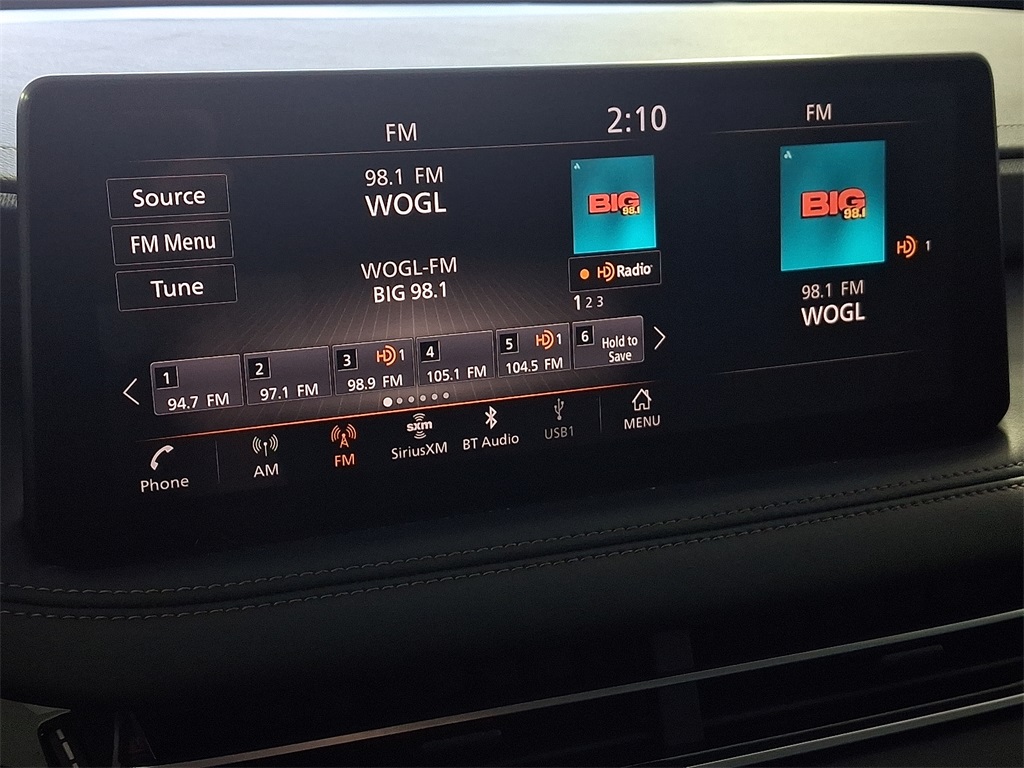 FM
2:10
FM
Source
FM Menu
Tune
98.1 FM
WOGL
WOGL-FM
BIG 98.1
BIG
98.1
HD Radio
1 2 3
BIG
98.1
HD 1
98.1 FM
WOGL
1
94.7 FM
2
97.1 FM
3 HD 1
98.9 FM
4
105.1 FM
5 HD 1
104.5 FM
6 Hold to
Save
Phone
AM
FM
sxm
SiriusXM
BT Audio
USB1
MENU